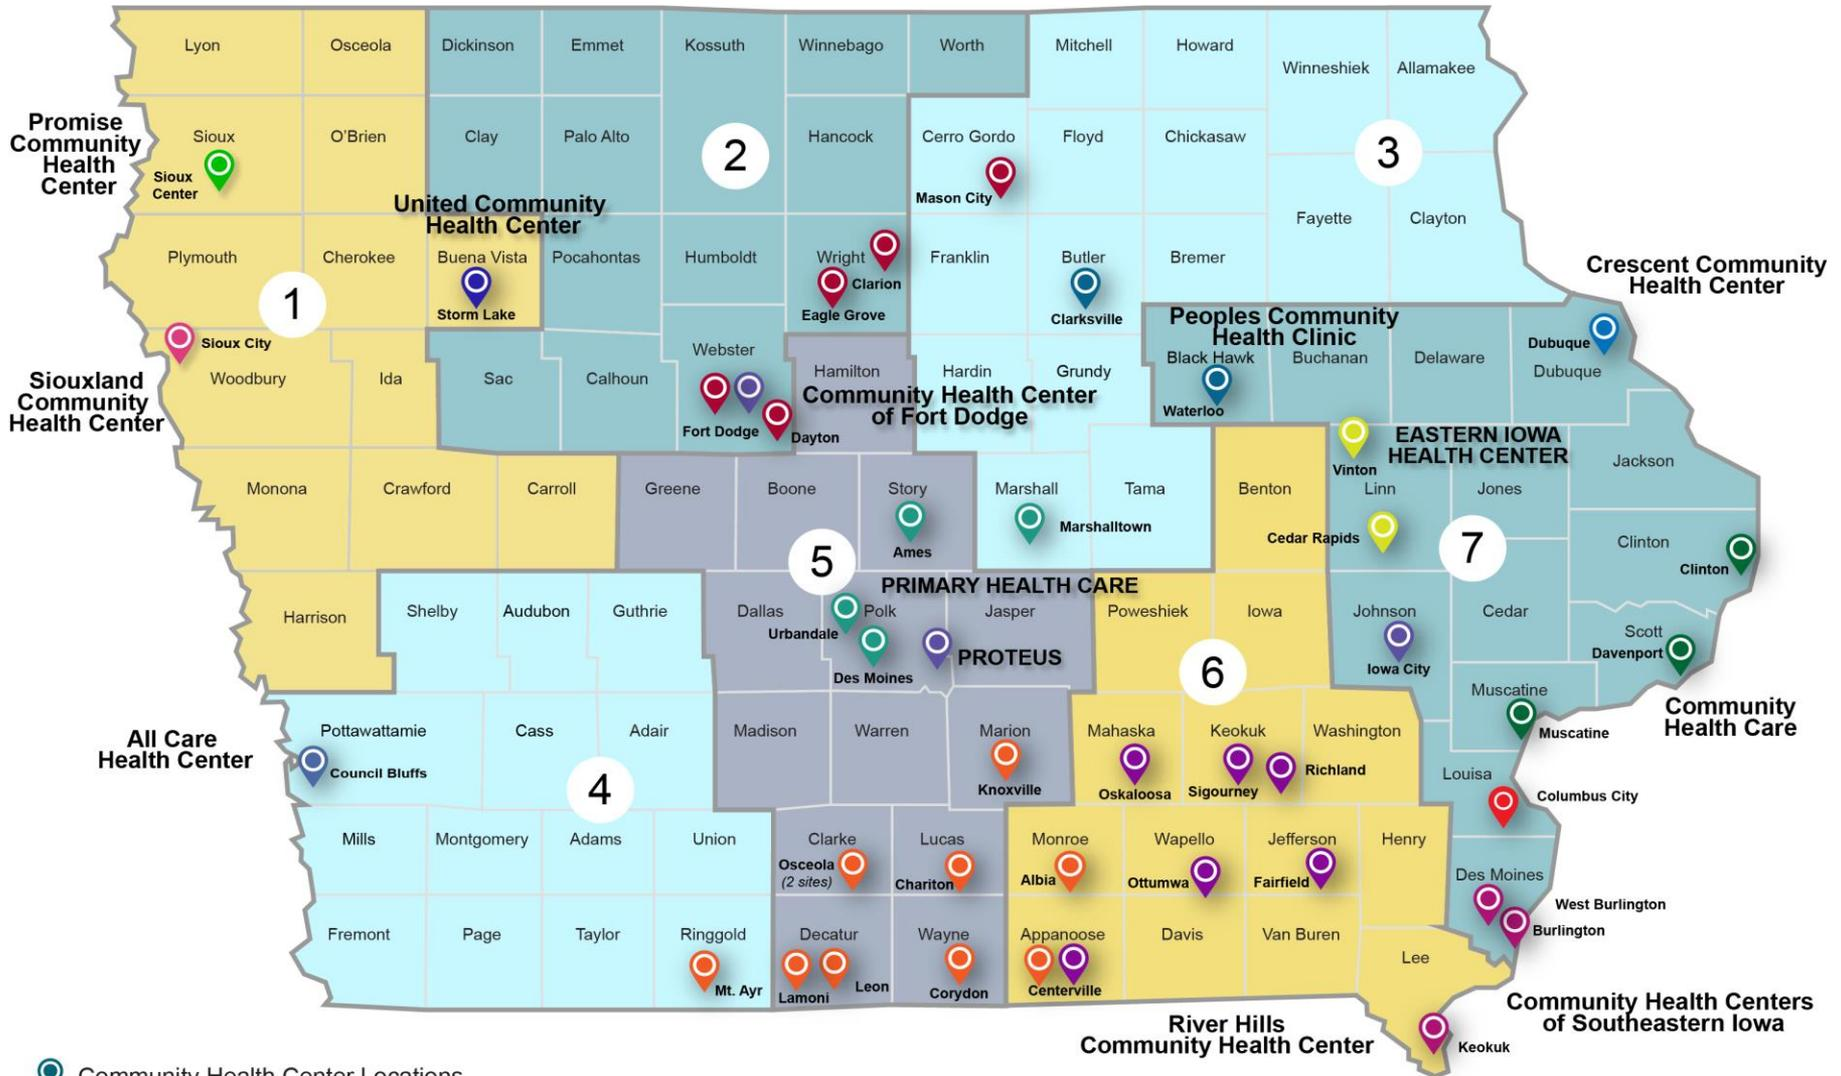 Lyon
Osceola
Dickinson
Emmet
Kossuth
Winnebago
Worth
Mitchell
Howard
Winneshiek
Allamakee
Promise
Community
Health
Center
Sioux
Sioux
Center
O'Brien
Clay
Palo Alto
2
Hancock
Cerro Gordo
Mason City
Floyd
Chickasaw
3
United Community
Health Center
Fayette
Clayton
Plymouth
Cherokee
Buena Vista
Storm Lake
Pocahontas
Humboldt
Wright
Clarion
Eagle Grove
Franklin
Butler
Clarksville
Bremer
Crescent Community
Health Center
1
Sioux City
Peoples Community
Health Clinic
Black Hawk
Waterloo
Buchanan
Delaware
Dubuque
Dubuque
Siouxland
Community
Health Center
Woodbury
Ida
Sac
Calhoun
Webster
Fort Dodge
Dayton
Hamilton
Community Health Center
of Fort Dodge
Hardin
Grundy
EASTERN IOWA
HEALTH CENTER
Vinton
Jackson
Monona
Crawford
Carroll
Greene
Boone
Story
Ames
Marshall
Marshalltown
Tama
Benton
Linn
Cedar Rapids
Jones
7
Clinton
Clinton
5
PRIMARY HEALTH CARE
Harrison
Shelby
Audubon
Guthrie
Dallas
Polk
Urbandale
Des Moines
Jasper
PROTEUS
Poweshiek
Iowa
Johnson
Iowa City
Cedar
Scott
Davenport
6
Muscatine
Muscatine
Community
Health Care
All Care
Health Center
Pottawattamie
Council Bluffs
Cass
Adair
4
Madison
Warren
Marion
Knoxville
Mahaska
Oskaloosa
Keokuk
Sigourney
Richland
Washington
Louisa
Columbus City
Mills
Montgomery
Adams
Union
Clarke
Osceola
(2 sites)
Lucas
Chariton
Monroe
Albia
Wapello
Ottumwa
Jefferson
Fairfield
Henry
Des Moines
West Burlington
Burlington
Fremont
Page
Taylor
Ringgold
Mt. Ayr
Decatur
Lamoni
Leon
Wayne
Corydon
Appanoose
Centerville
Davis
Van Buren
Lee
Keokuk
River Hills
Community Health Center
Community Health Centers
of Southeastern Iowa
Community Health Center Locations